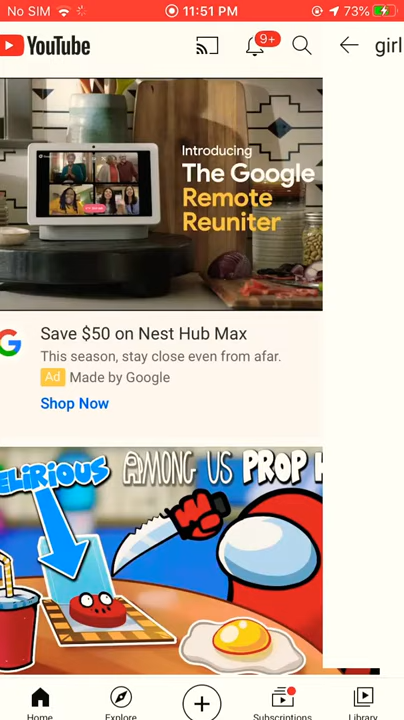 No SIM 11:51 PM 73%
YouTube 9+ girl
Introducing
The Google
Remote
Reuniter
Save $50 on Nest Hub Max
This season, stay close even from afar.
Ad Made by Google
Shop Now
ELIRIOUS AMONG US PROP H
Home Explore Subscriptions Library